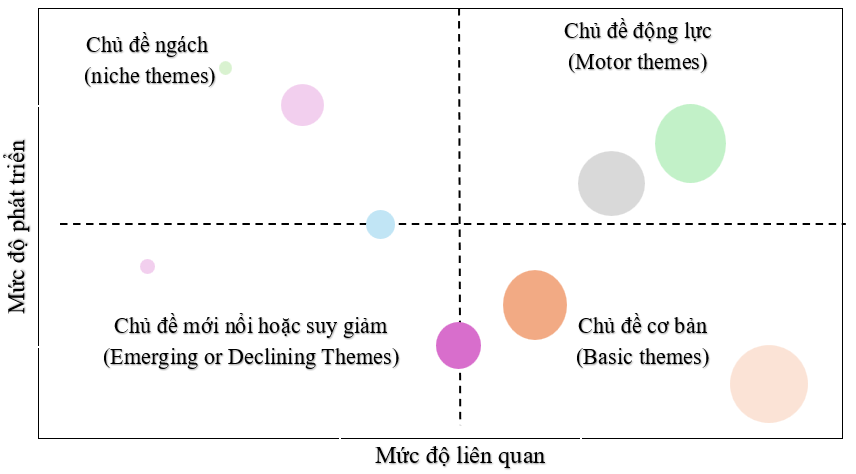 Chủ đề ngách
(niche themes)
Chủ đề động lực
(Motor themes)
Mức độ phát triển
Chủ đề mới nổi hoặc suy giảm
(Emerging or Declining Themes)
Chủ đề cơ bản
(Basic themes)
Mức độ liên quan